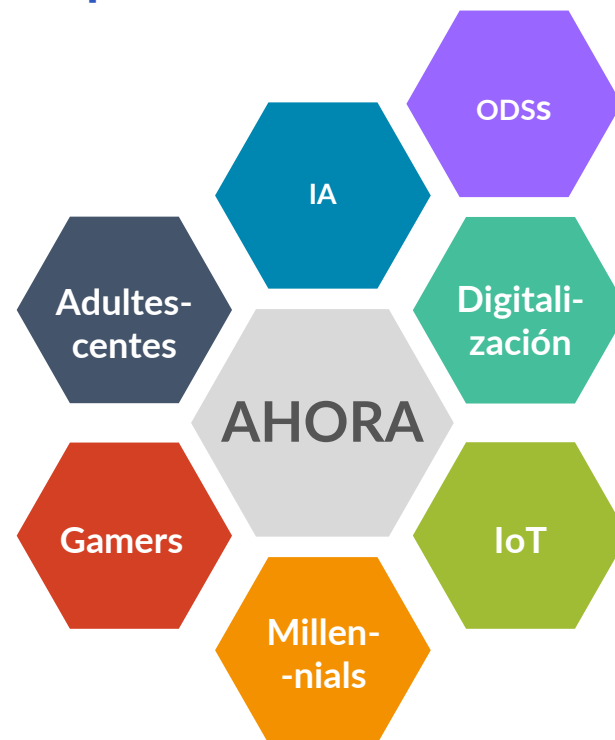 ODSs
IA
Adultes-
centes
Digitali-
zación
AHORA
Gamers
IoT
Millen-
-nials